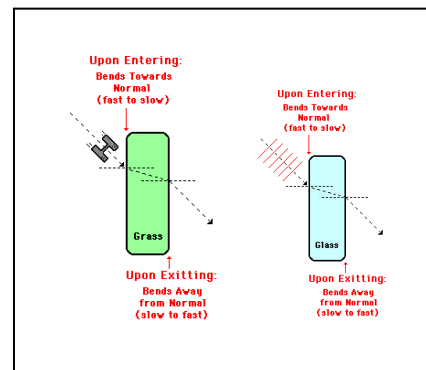 Upon Entering:
Bends Towards
Normal
(fast to slow)
Grass
Upon Exitting:
Bends Away
from Normal
(slow to fast)
Upon Entering:
Bends Towards
Normal
(fast to slow)
Glass
Upon Exitting:
Bends Away
from Normal
(slow to fast)